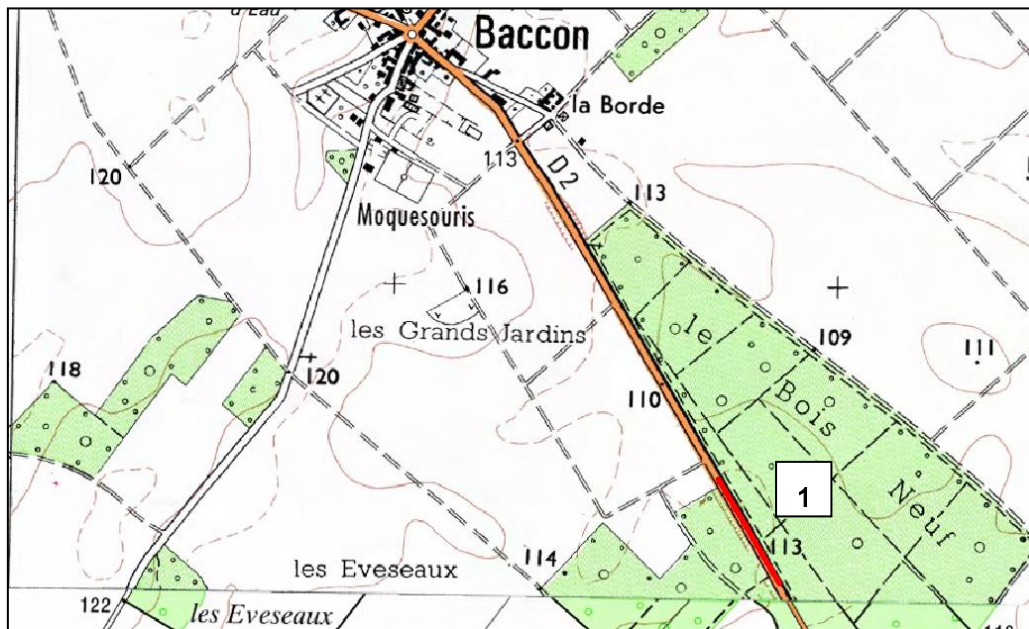 d'Eau
Baccon
la Borde
113
D2
120
113
Moquesouris
116
les Grands Jardins
le
Bois
Neuf
109
111
118
120
110
1
113
les Eveseaux
114
122
les Eveseaux